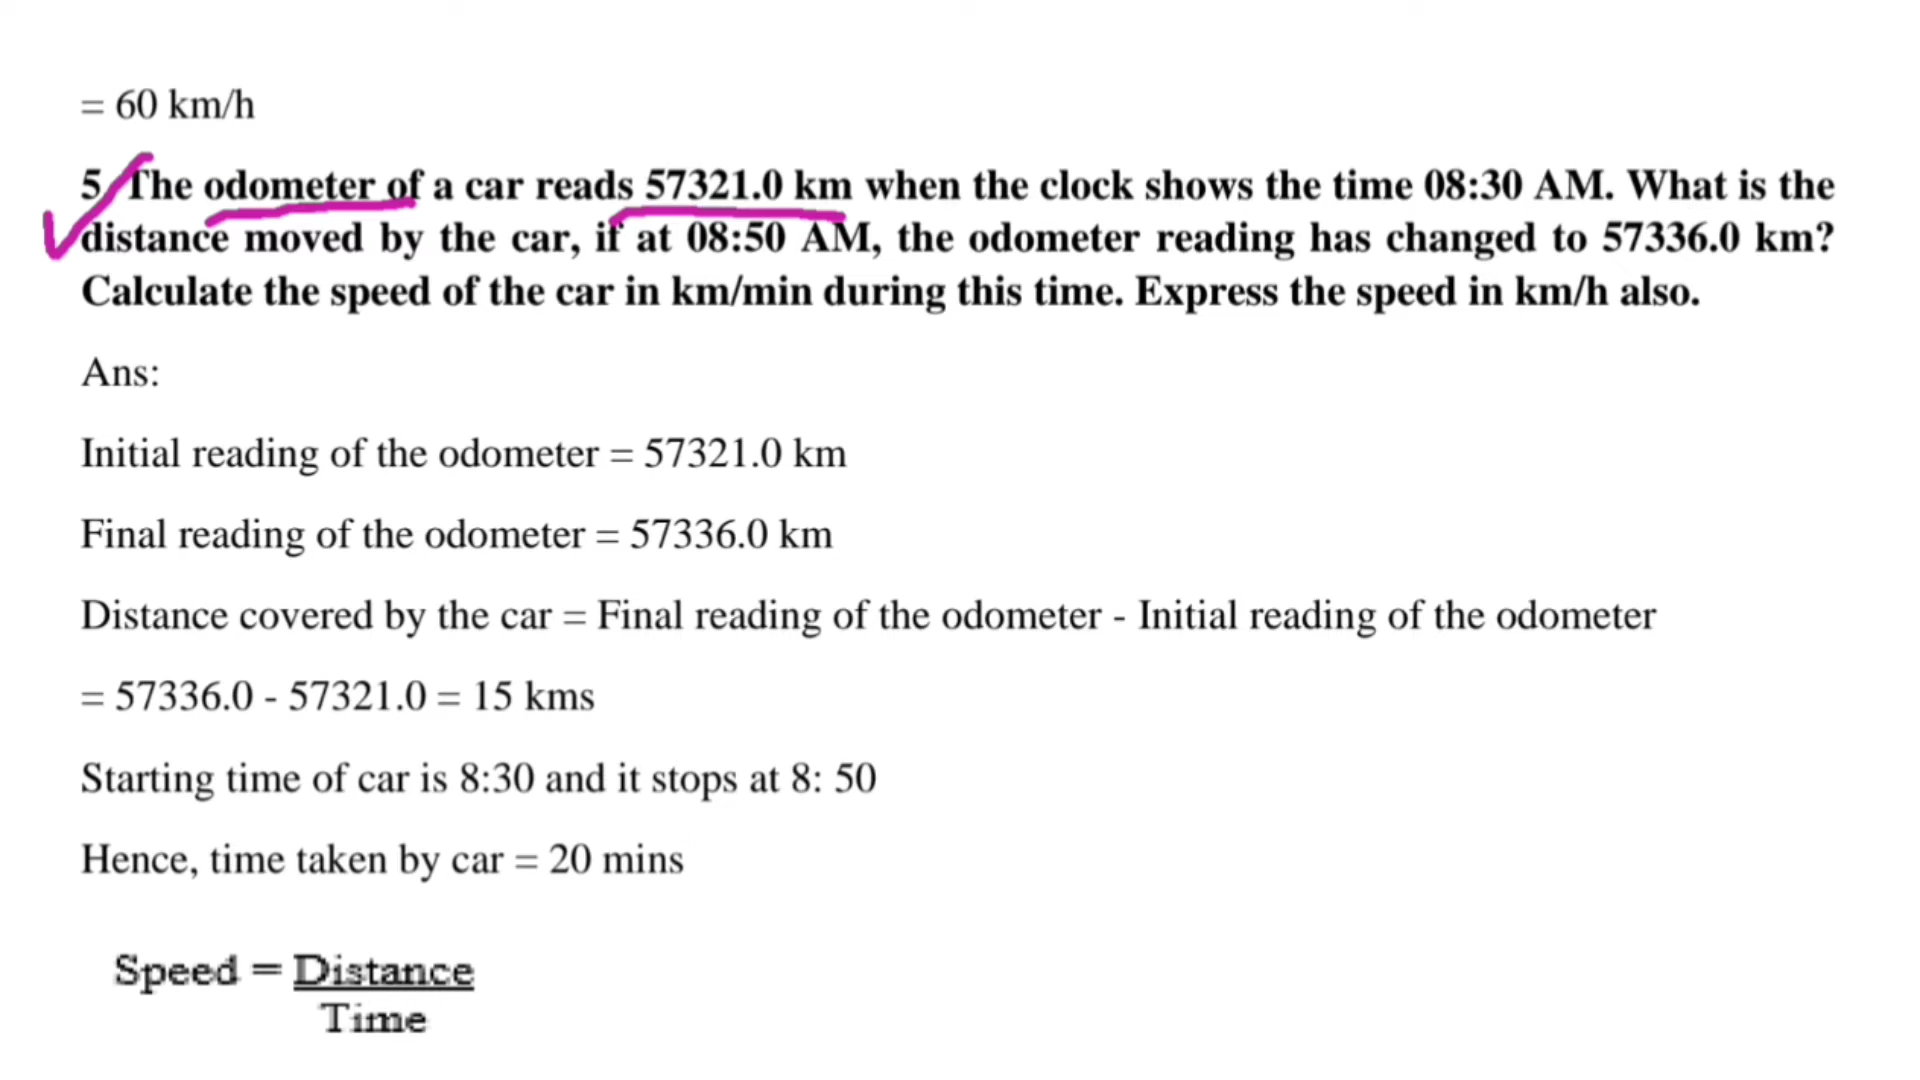 = 60 km/h
5 The odometer of a car reads 57321.0 km when the clock shows the time 08:30 AM. What is the
distance moved by the car, if at 08:50 AM, the odometer reading has changed to 57336.0 km?
Calculate the speed of the car in km/min during this time. Express the speed in km/h also.
Ans:
Initial reading of the odometer = 57321.0 km
Final reading of the odometer = 57336.0 km
Distance covered by the car = Final reading of the odometer - Initial reading of the odometer
= 57336.0 - 57321.0 = 15 kms
Starting time of car is 8:30 and it stops at 8: 50
Hence, time taken by car = 20 mins
Speed = Distance
Time